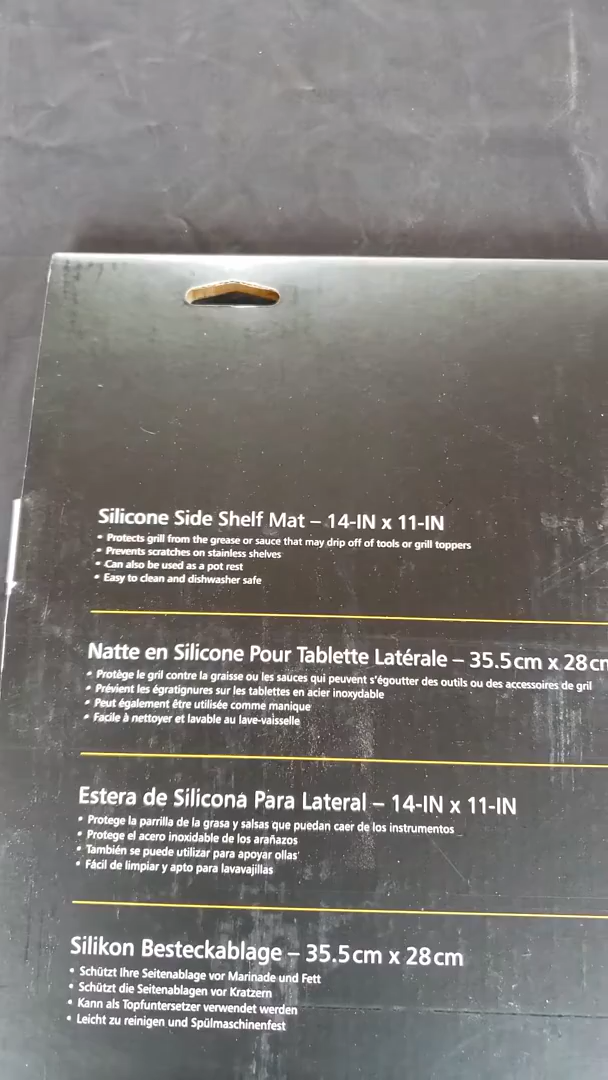 Silicone Side Shelf Mat – 14-IN x 11-IN
• Protects grill from the grease or sauce that may drip off of tools or grill toppers
• Prevents scratches on stainless shelves
• Can also be used as a pot rest
• Easy to clean and dishwasher safe
Natte en Silicone Pour Tablette Latérale – 35.5cm x 28cm
• Protège le gril contre la graisse ou les sauces qui peuvent s'égoutter des outils ou des accessoires de gril
• Prévient les égratignures sur les tablettes en acier inoxydable
• Peut également être utilisée comme manique
• Facile à nettoyer et lavable au lave-vaisselle
Estera de Silicona Para Lateral – 14-IN x 11-IN
• Protege la parrilla de la grasa y salsas que puedan caer de los instrumentos
• Protege el acero inoxidable de los arañazos
• También se puede utilizar para apoyar ollas
• Fácil de limpiar y apto para lavavajillas
Silikon Besteckablage – 35.5cm x 28cm
• Schützt Ihre Seitenablage vor Marinade und Fett
• Schützt die Seitenablagen vor Kratzern
• Kann als Topfuntersetzer verwendet werden
• Leicht zu reinigen und Spülmaschinenfest